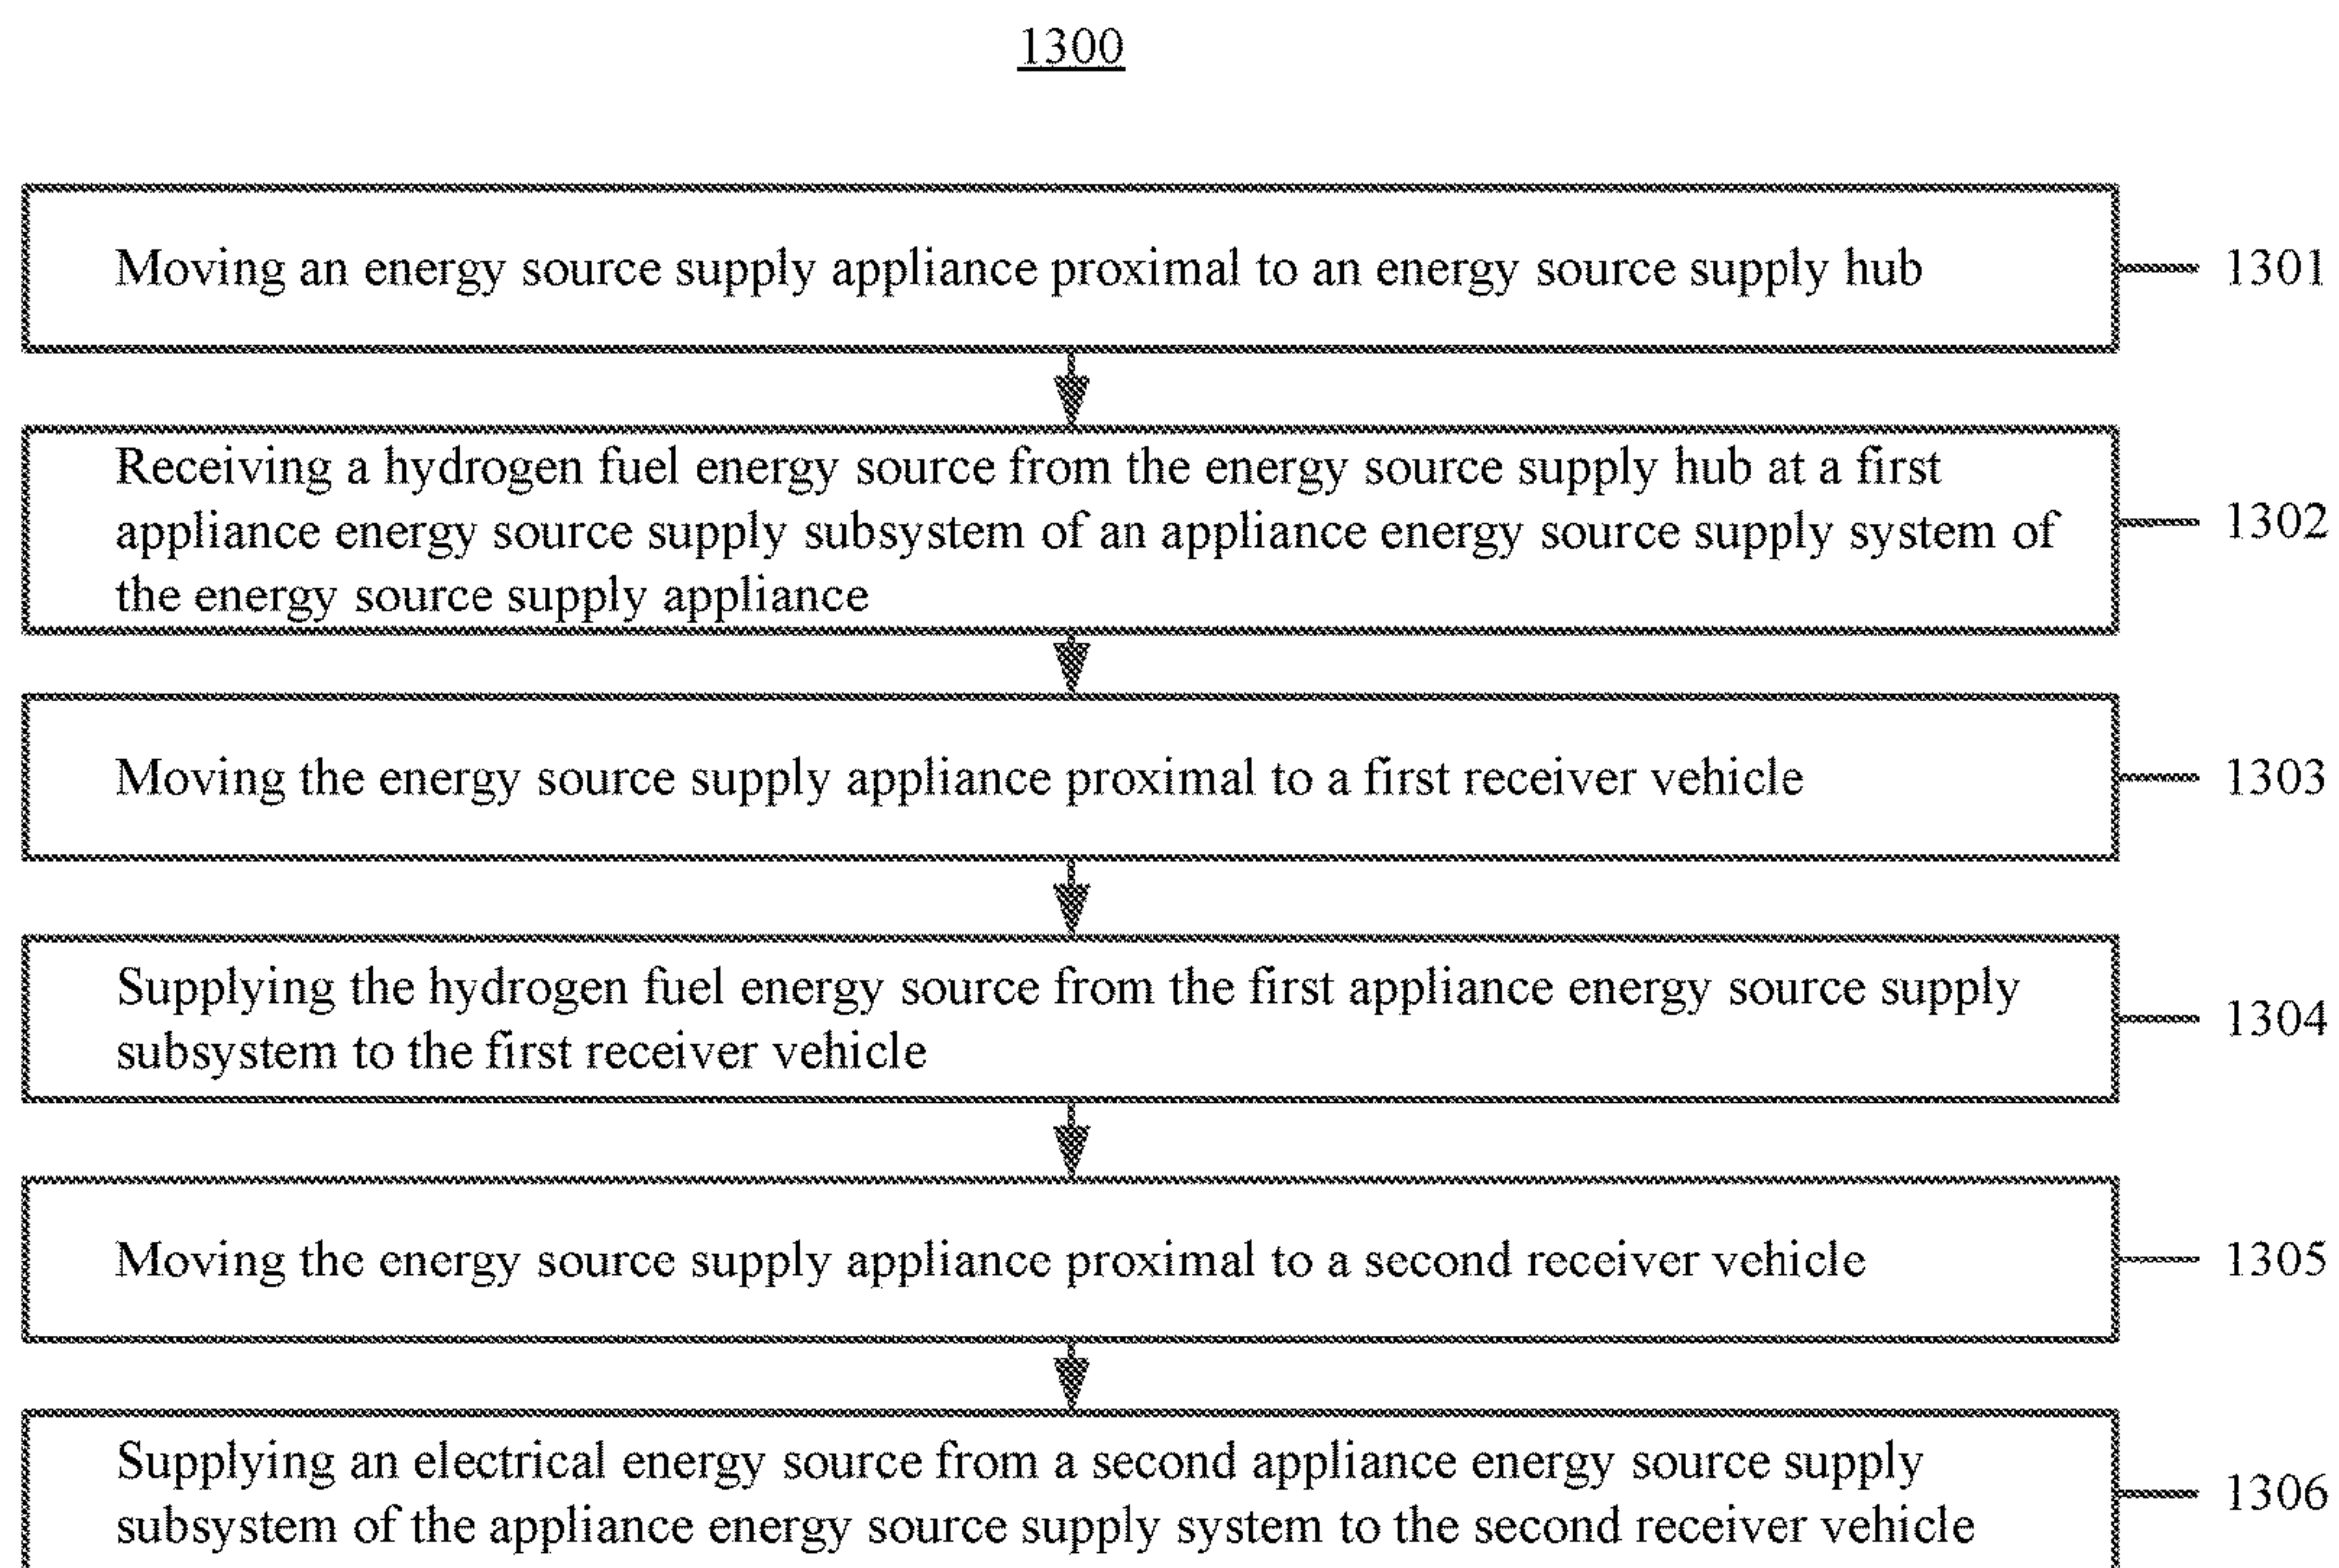 1300
Moving an energy source supply appliance proximal to an energy source supply hub
1301
Receiving a hydrogen fuel energy source from the energy source supply hub at a first
appliance energy source supply subsystem of an appliance energy source supply system of
the energy source supply appliance
1302
Moving the energy source supply appliance proximal to a first receiver vehicle
1303
Supplying the hydrogen fuel energy source from the first appliance energy source supply
subsystem to the first receiver vehicle
1304
Moving the energy source supply appliance proximal to a second receiver vehicle
1305
Supplying an electrical energy source from a second appliance energy source supply
subsystem of the appliance energy source supply system to the second receiver vehicle
1306